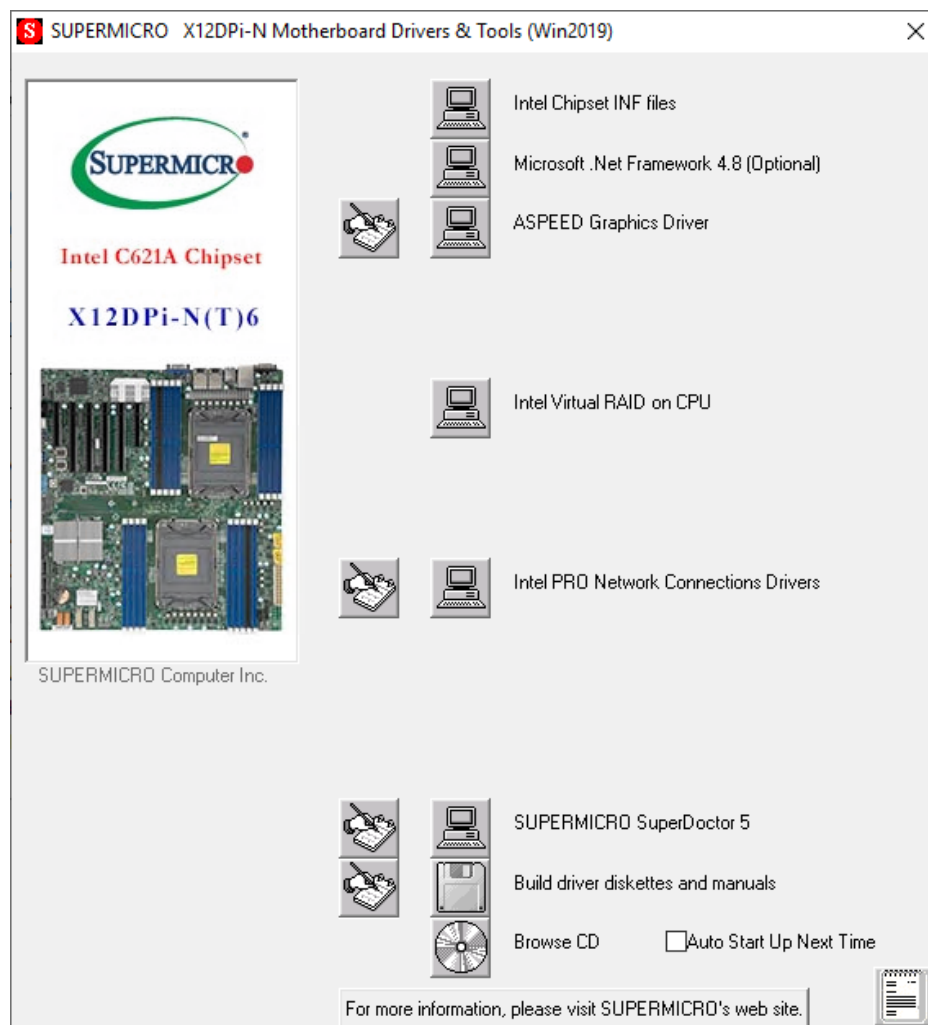 S SUPERMICRO X12DPi-N Motherboard Drivers & Tools (Win2019)
SUPERMICRO
Intel C621A Chipset
X12DPi-N(T)6
SUPERMICRO Computer Inc.
Intel Chipset INF files
Microsoft .Net Framework 4.8 (Optional)
ASPEED Graphics Driver
Intel Virtual RAID on CPU
Intel PRO Network Connections Drivers
SUPERMICRO SuperDoctor 5
Build driver diskettes and manuals
Browse CD Auto Start Up Next Time
For more information, please visit SUPERMICRO's web site.